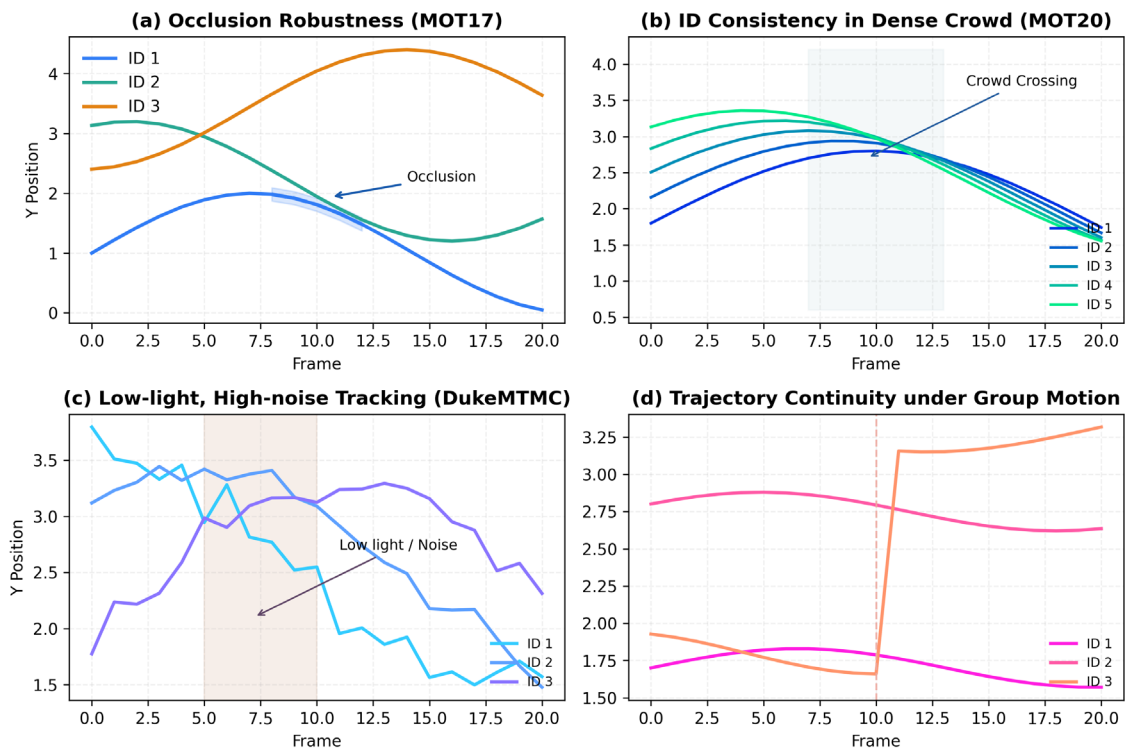 (a) Occlusion Robustness (MOT17)
ID 1
ID 2
ID 3
Occlusion
Y Position
4
3
2
1
0
0.0 2.5 5.0 7.5 10.0 12.5 15.0 17.5 20.0
Frame
(b) ID Consistency in Dense Crowd (MOT20)
Crowd Crossing
4.0
3.5
3.0
2.5
2.0
1.5
1.0
0.5
ID 1
ID 2
ID 3
ID 4
ID 5
0.0 2.5 5.0 7.5 10.0 12.5 15.0 17.5 20.0
Frame
(c) Low-light, High-noise Tracking (DukeMTMC)
Y Position
3.5
3.0
2.5
2.0
1.5
Low light / Noise
ID 1
ID 2
ID 3
0.0 2.5 5.0 7.5 10.0 12.5 15.0 17.5 20.0
Frame
(d) Trajectory Continuity under Group Motion
3.25
3.00
2.75
2.50
2.25
2.00
1.75
1.50
ID 1
ID 2
ID 3
0.0 2.5 5.0 7.5 10.0 12.5 15.0 17.5 20.0
Frame